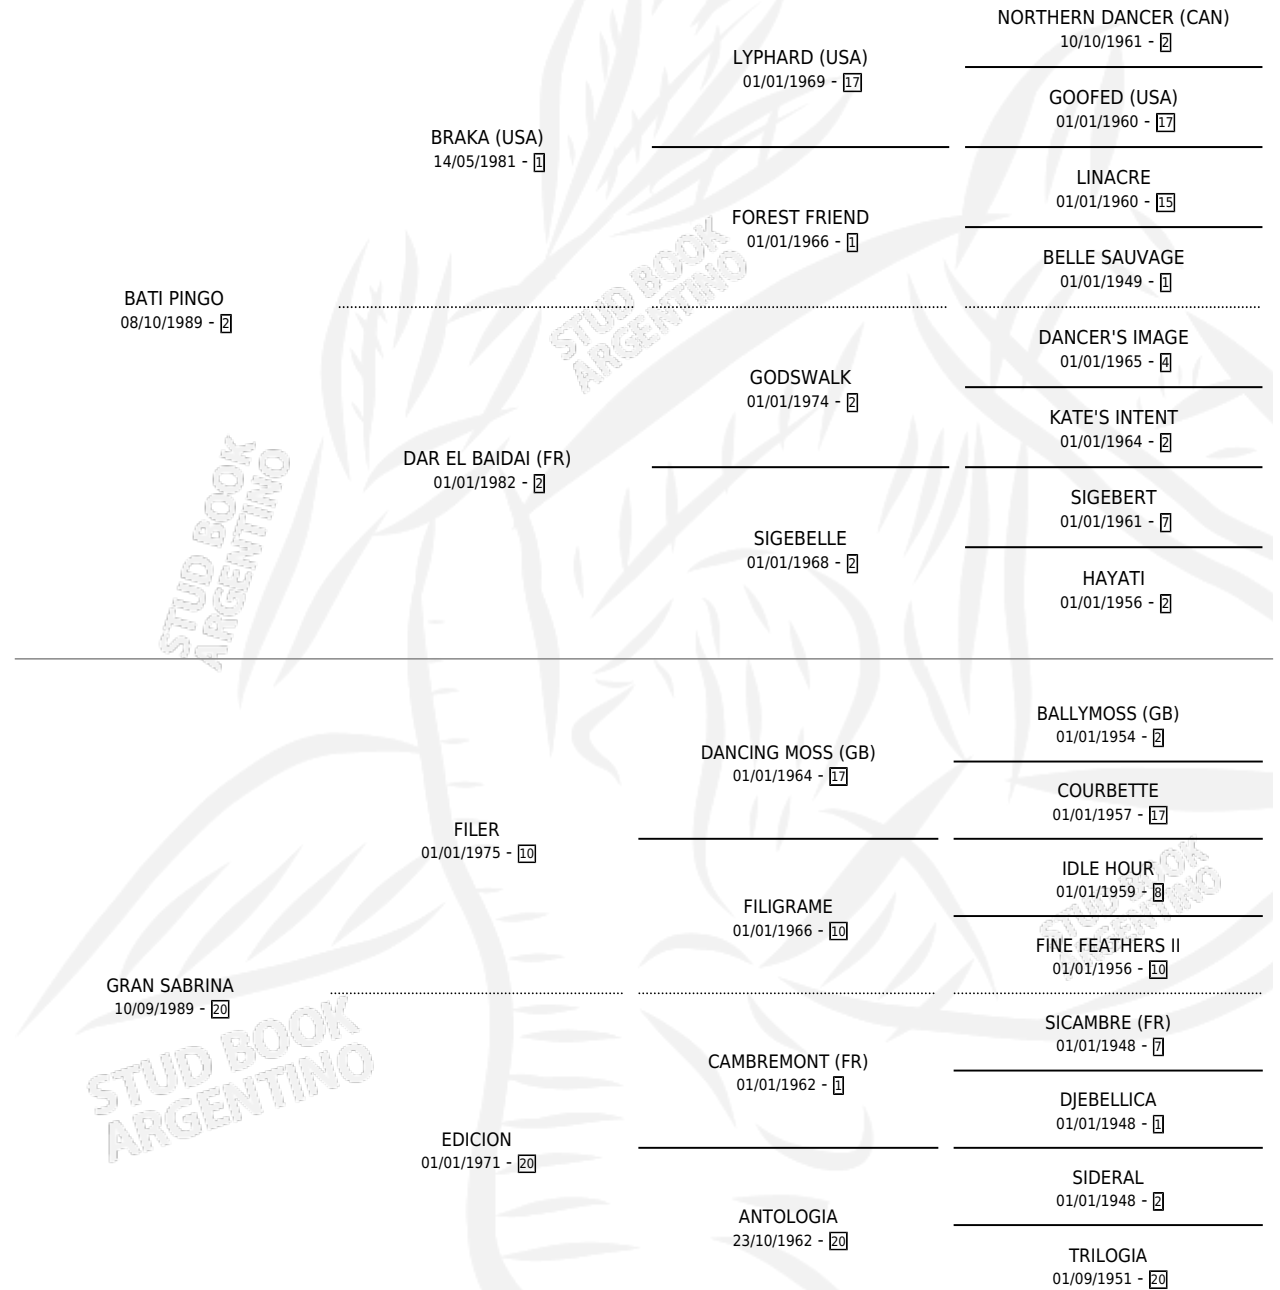 NORTHERN DANCER (CAN)
10/10/1961 - 2
LYPHARD (USA)
01/01/1969 - 17
GOOFED (USA)
01/01/1960 - 17
BRAKA (USA)
14/05/1981 - 1
LINACRE
01/01/1960 - 15
FOREST FRIEND
01/01/1966 - 1
BELLE SAUVAGE
01/01/1949 - 1
BATI PINGO
08/10/1989 - 2
DANCER'S IMAGE
01/01/1965 - 4
GODSWALK
01/01/1974 - 2
KATE'S INTENT
01/01/1964 - 2
DAR EL BAIDAI (FR)
01/01/1982 - 2
SIGEBERT
01/01/1961 - 7
SIGEBELLE
01/01/1968 - 2
HAYATI
01/01/1956 - 2
BALLYMOSS (GB)
01/01/1954 - 2
DANCING MOSS (GB)
01/01/1964 - 17
COURBETTE
01/01/1957 - 17
FILER
01/01/1975 - 10
IDLE HOUR
01/01/1959 - 8
FILIGRAME
01/01/1966 - 10
FINE FEATHERS II
01/01/1956 - 10
GRAN SABRINA
10/09/1989 - 20
SICAMBRE (FR)
01/01/1948 - 7
CAMBREMONT (FR)
01/01/1962 - 1
DJEBELLICA
01/01/1948 - 1
EDICION
01/01/1971 - 20
SIDERAL
01/01/1948 - 2
ANTOLOGIA
23/10/1962 - 20
TRILOGIA
01/09/1951 - 20
STUD BOOK
ARGENTINO
STUD BOOK
ARGENTINO
STUD BOOK
ARGENTINO
STUD BOOK
ARGENTINO